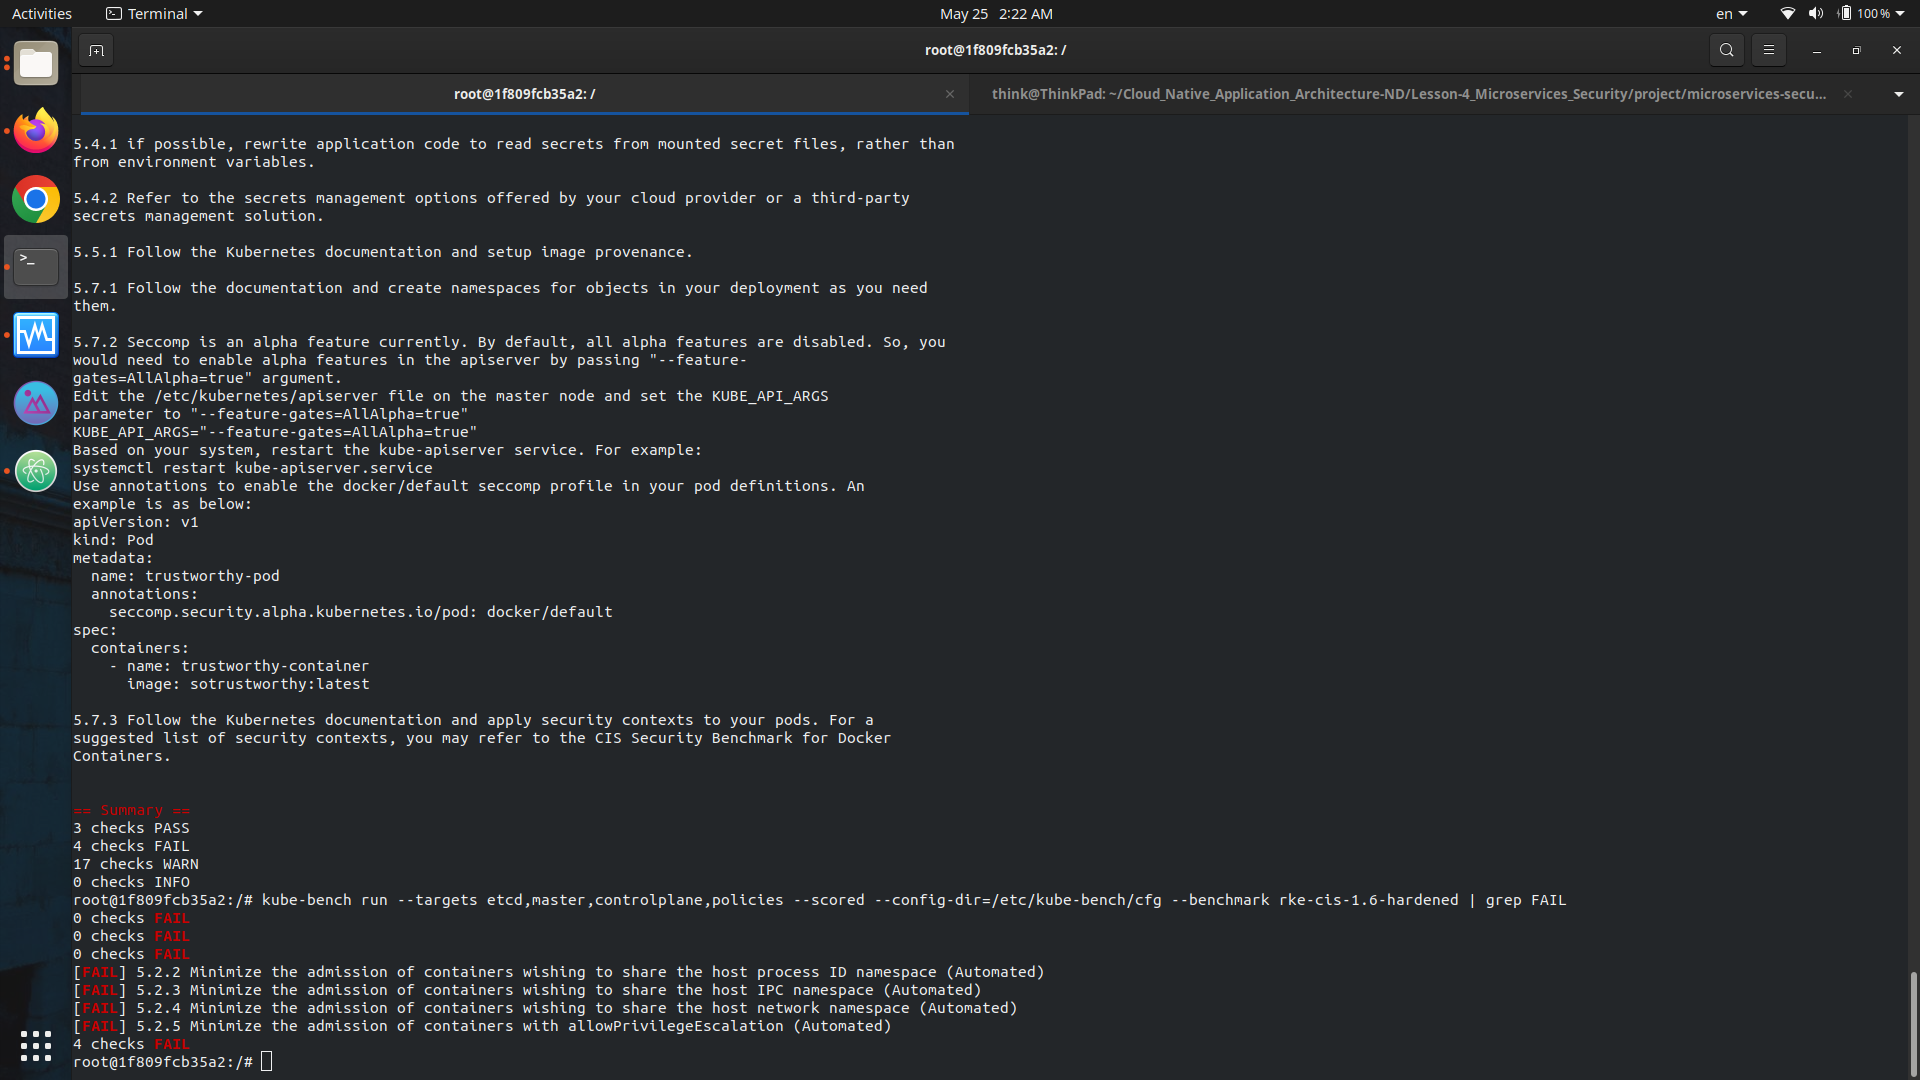 Activities
Terminal
May 25 2:22 AM
en
100 %
root@1f809fcb35a2: /
root@1f809fcb35a2: /
think@ThinkPad: ~/Cloud_Native_Application_Architecture-ND/Lesson-4_Microservices_Security/project/microservices-secu...
5.4.1 if possible, rewrite application code to read secrets from mounted secret files, rather than
from environment variables.
5.4.2 Refer to the secrets management options offered by your cloud provider or a third-party
secrets management solution.
5.5.1 Follow the Kubernetes documentation and setup image provenance.
5.7.1 Follow the documentation and create namespaces for objects in your deployment as you need
them.
5.7.2 Seccomp is an alpha feature currently. By default, all alpha features are disabled. So, you
would need to enable alpha features in the apiserver by passing "--feature-
gates=AllAlpha=true" argument.
Edit the /etc/kubernetes/apiserver file on the master node and set the KUBE_API_ARGS
parameter to "--feature-gates=AllAlpha=true"
KUBE_API_ARGS="--feature-gates=AllAlpha=true"
Based on your system, restart the kube-apiserver service. For example:
systemctl restart kube-apiserver.service
Use annotations to enable the docker/default seccomp profile in your pod definitions. An
example is as below:
apiVersion: v1
kind: Pod
metadata:
  name: trustworthy-pod
  annotations:
    seccomp.security.alpha.kubernetes.io/pod: docker/default
spec:
  containers:
    - name: trustworthy-container
      image: sotrustworthy:latest
5.7.3 Follow the Kubernetes documentation and apply security contexts to your pods. For a
suggested list of security contexts, you may refer to the CIS Security Benchmark for Docker
Containers.
== Summary ==
3 checks PASS
4 checks FAIL
17 checks WARN
0 checks INFO
root@1f809fcb35a2:/# kube-bench run --targets etcd,master,controlplane,policies --scored --config-dir=/etc/kube-bench/cfg --benchmark rke-cis-1.6-hardened | grep FAIL
0 checks FAIL
0 checks FAIL
0 checks FAIL
[FAIL] 5.2.2 Minimize the admission of containers wishing to share the host process ID namespace (Automated)
[FAIL] 5.2.3 Minimize the admission of containers wishing to share the host IPC namespace (Automated)
[FAIL] 5.2.4 Minimize the admission of containers wishing to share the host network namespace (Automated)
[FAIL] 5.2.5 Minimize the admission of containers with allowPrivilegeEscalation (Automated)
4 checks FAIL
root@1f809fcb35a2:/#